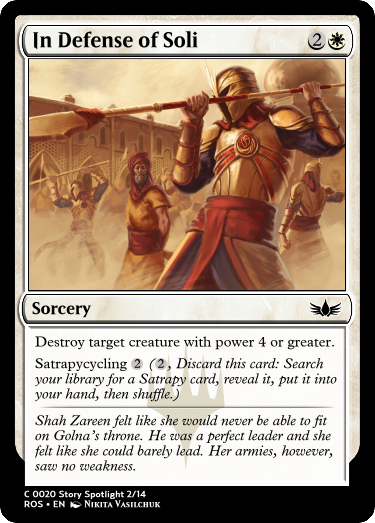 In Defense of Soli 2
Sorcery
Destroy target creature with power 4 or greater.
Satrapycycling 2 (2, Discard this card: Search
your library for a Satrapy card, reveal it, put it into
your hand, then shuffle.)
Shah Zareen felt like she would never be able to fit
on Golna's throne. He was a perfect leader and she
felt like she could barely lead. Her armies, however,
saw no weakness.
C 0020 Story Spotlight 2/14
ROS • EN Nikita Vasilchuk